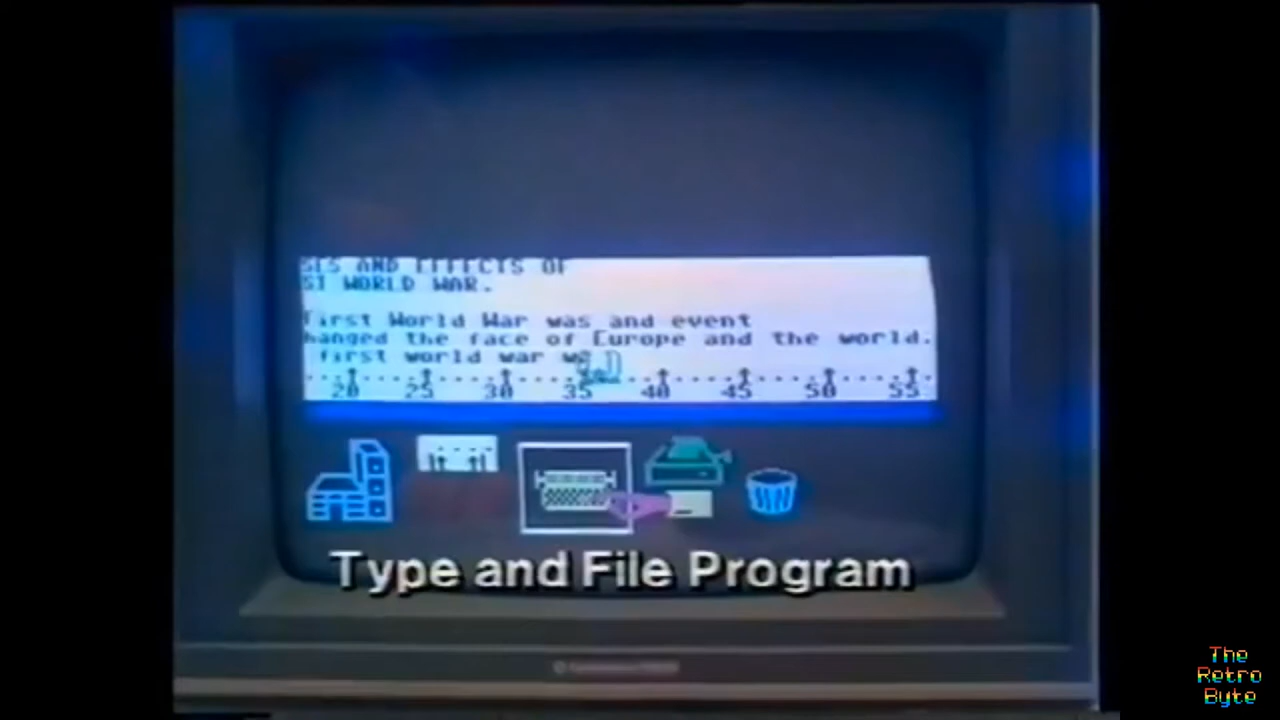 SES AND EFFECTS OF
ST WORLD WAR.
first World War was and event
hanged the face of Europe and the world.
first world war w
20 25 30 35 40 45 50 55
Type and File Program
The
Retro
Byte